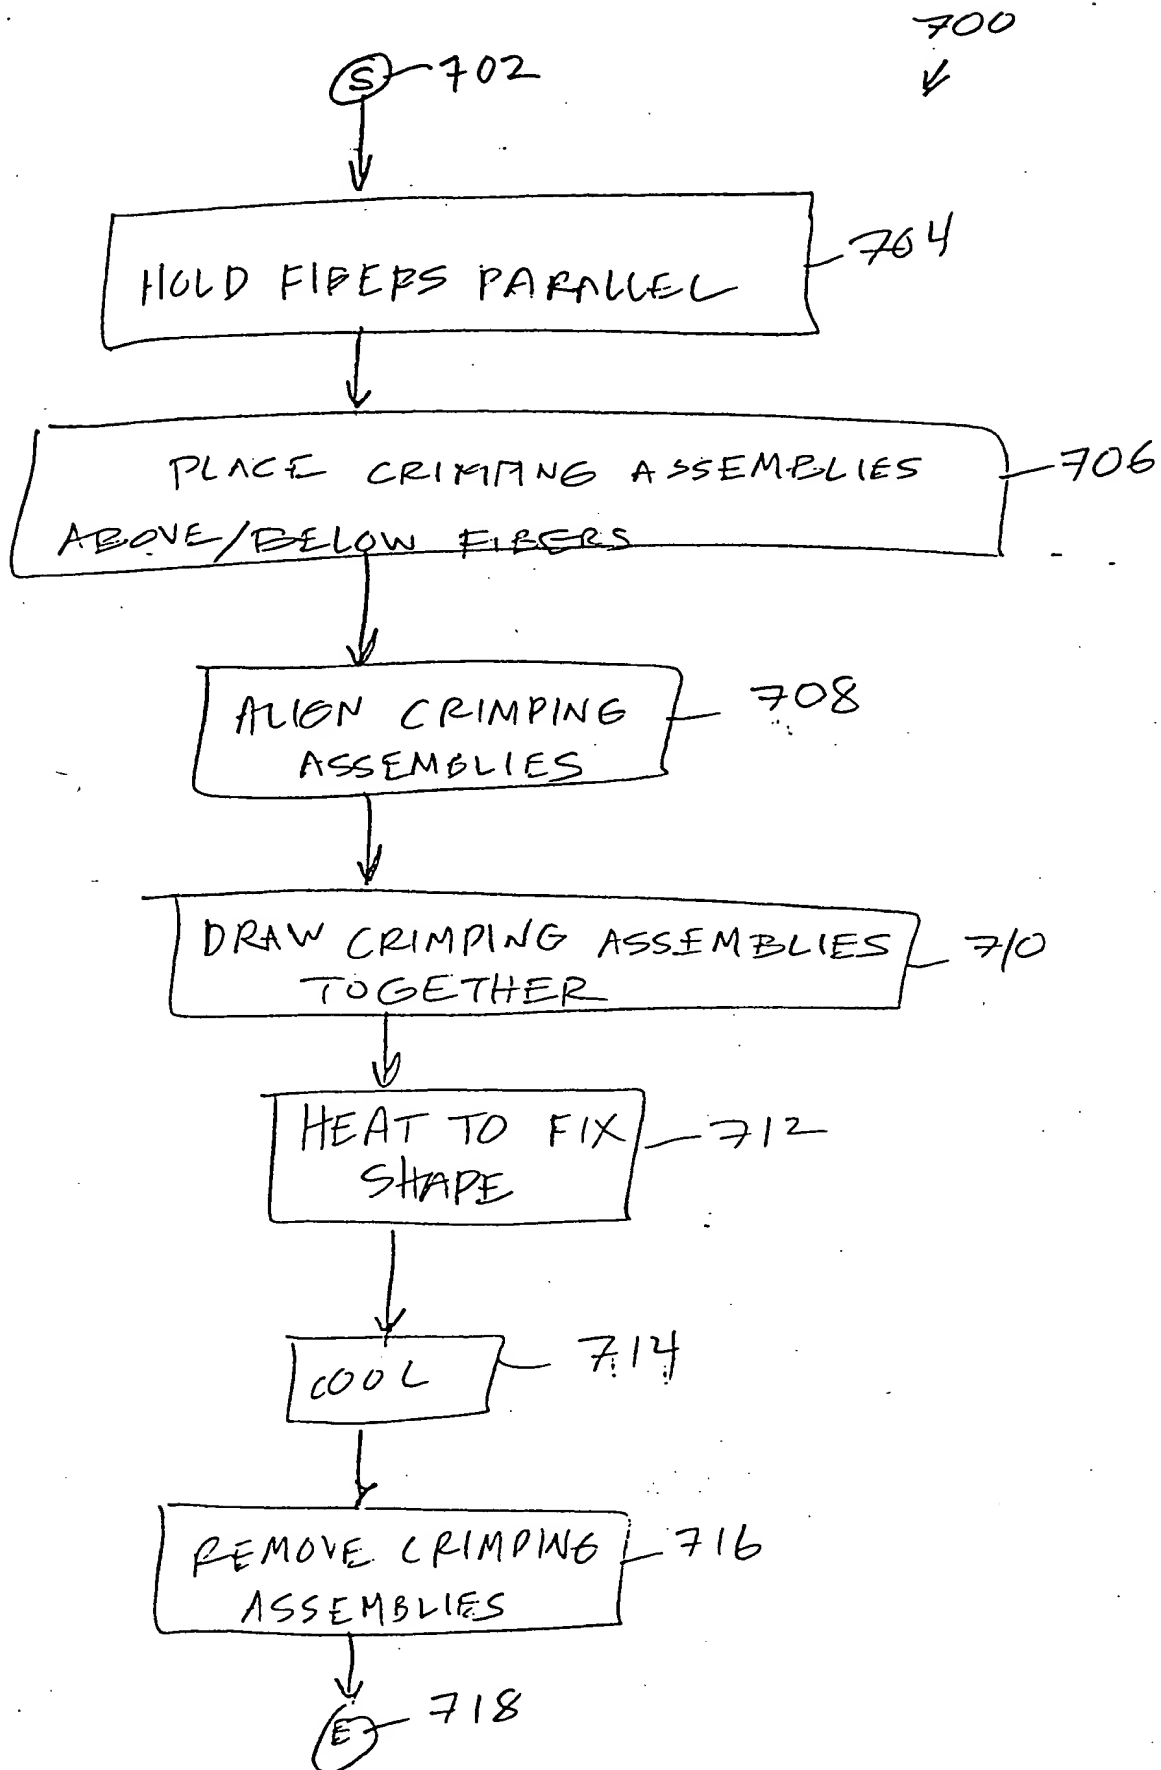 700
S 702
HOLD FIBERS PARALLEL 704
PLACE CRIMPING ASSEMBLIES 706
ABOVE/BELOW FIBERS
ALIGN CRIMPING 708
ASSEMBLIES
DRAW CRIMPING ASSEMBLIES 710
TOGETHER
HEAT TO FIX 712
SHAPE
COOL 714
REMOVE CRIMPING 716
ASSEMBLIES
E 718